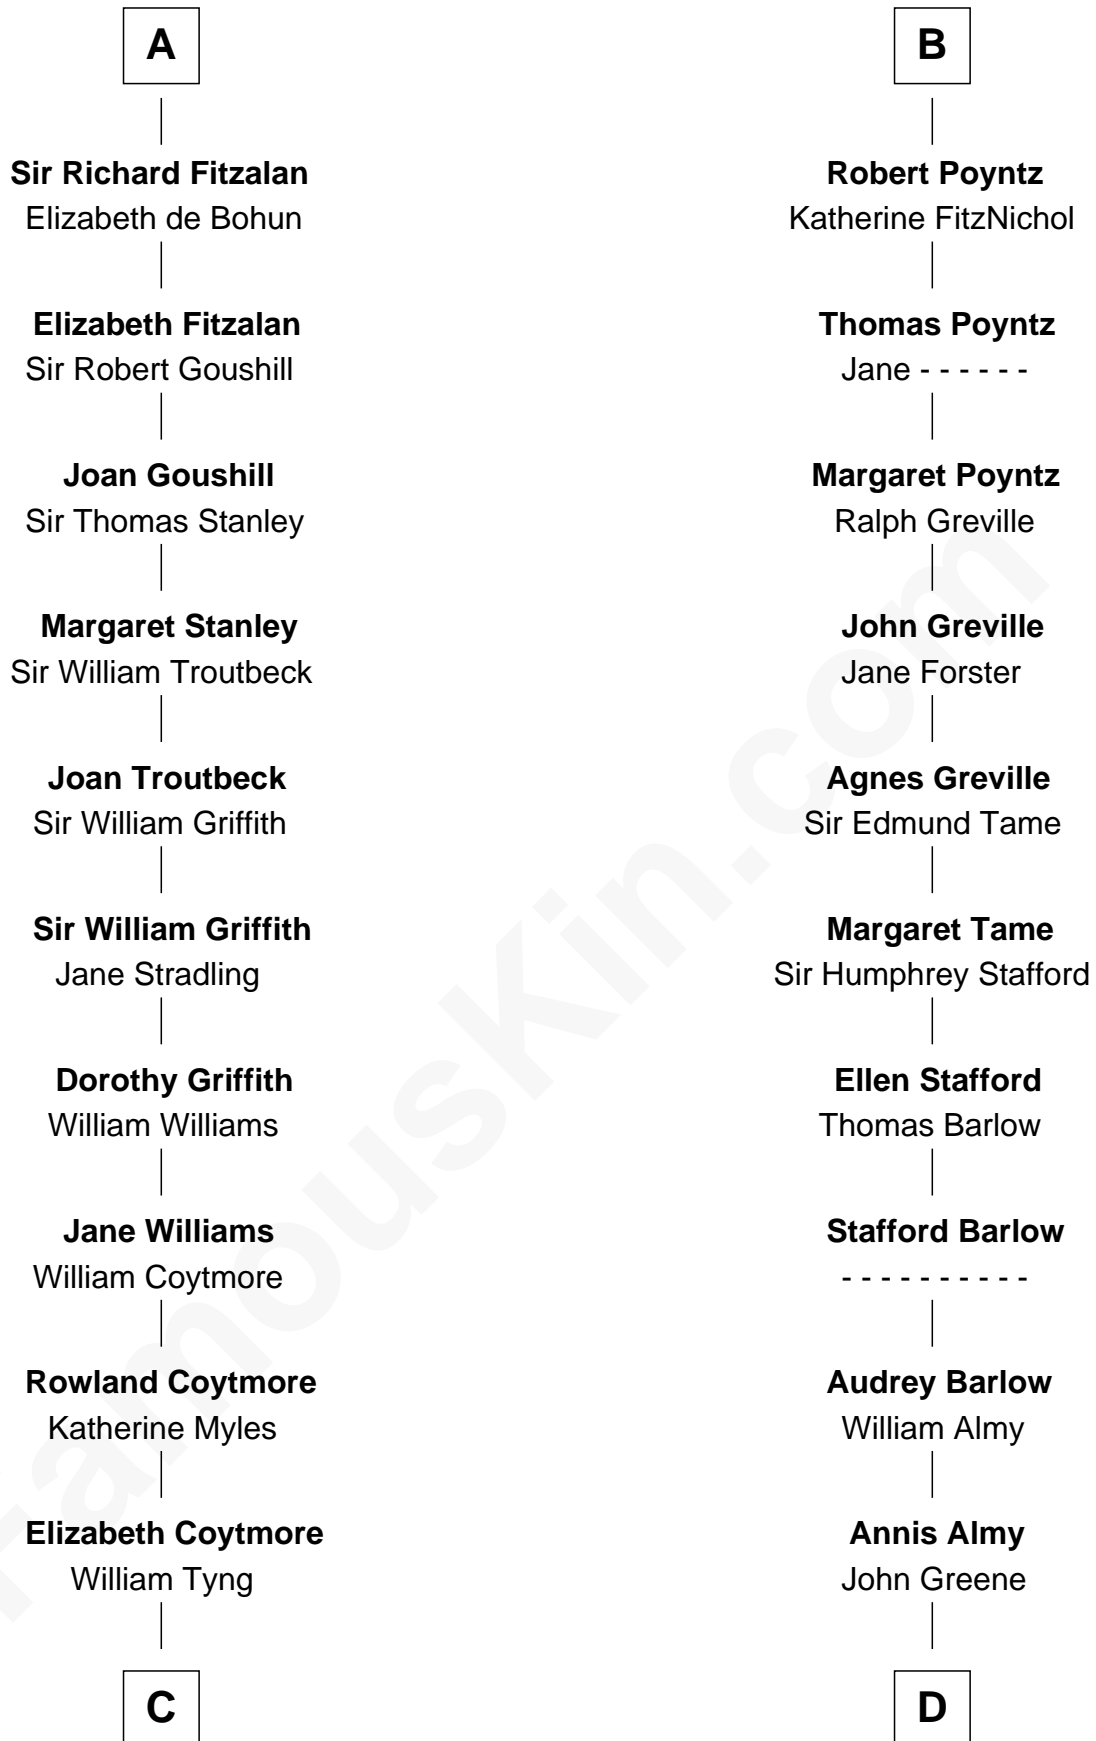 A
Sir Richard Fitzalan
Elizabeth de Bohun
Elizabeth Fitzalan
Sir Robert Goushill
Joan Goushill
Sir Thomas Stanley
Margaret Stanley
Sir William Troutbeck
Joan Troutbeck
Sir William Griffith
Sir William Griffith
Jane Stradling
Dorothy Griffith
William Williams
Jane Williams
William Coytmore
Rowland Coytmore
Katherine Myles
Elizabeth Coytmore
William Tyng
C
B
Robert Poyntz
Katherine FitzNichol
Thomas Poyntz
Jane - - - - - -
Margaret Poyntz
Ralph Greville
John Greville
Jane Forster
Agnes Greville
Sir Edmund Tame
Margaret Tame
Sir Humphrey Stafford
Ellen Stafford
Thomas Barlow
Stafford Barlow
- - - - - - - - - -
Audrey Barlow
William Almy
Annis Almy
John Greene
D
FamousKin.com